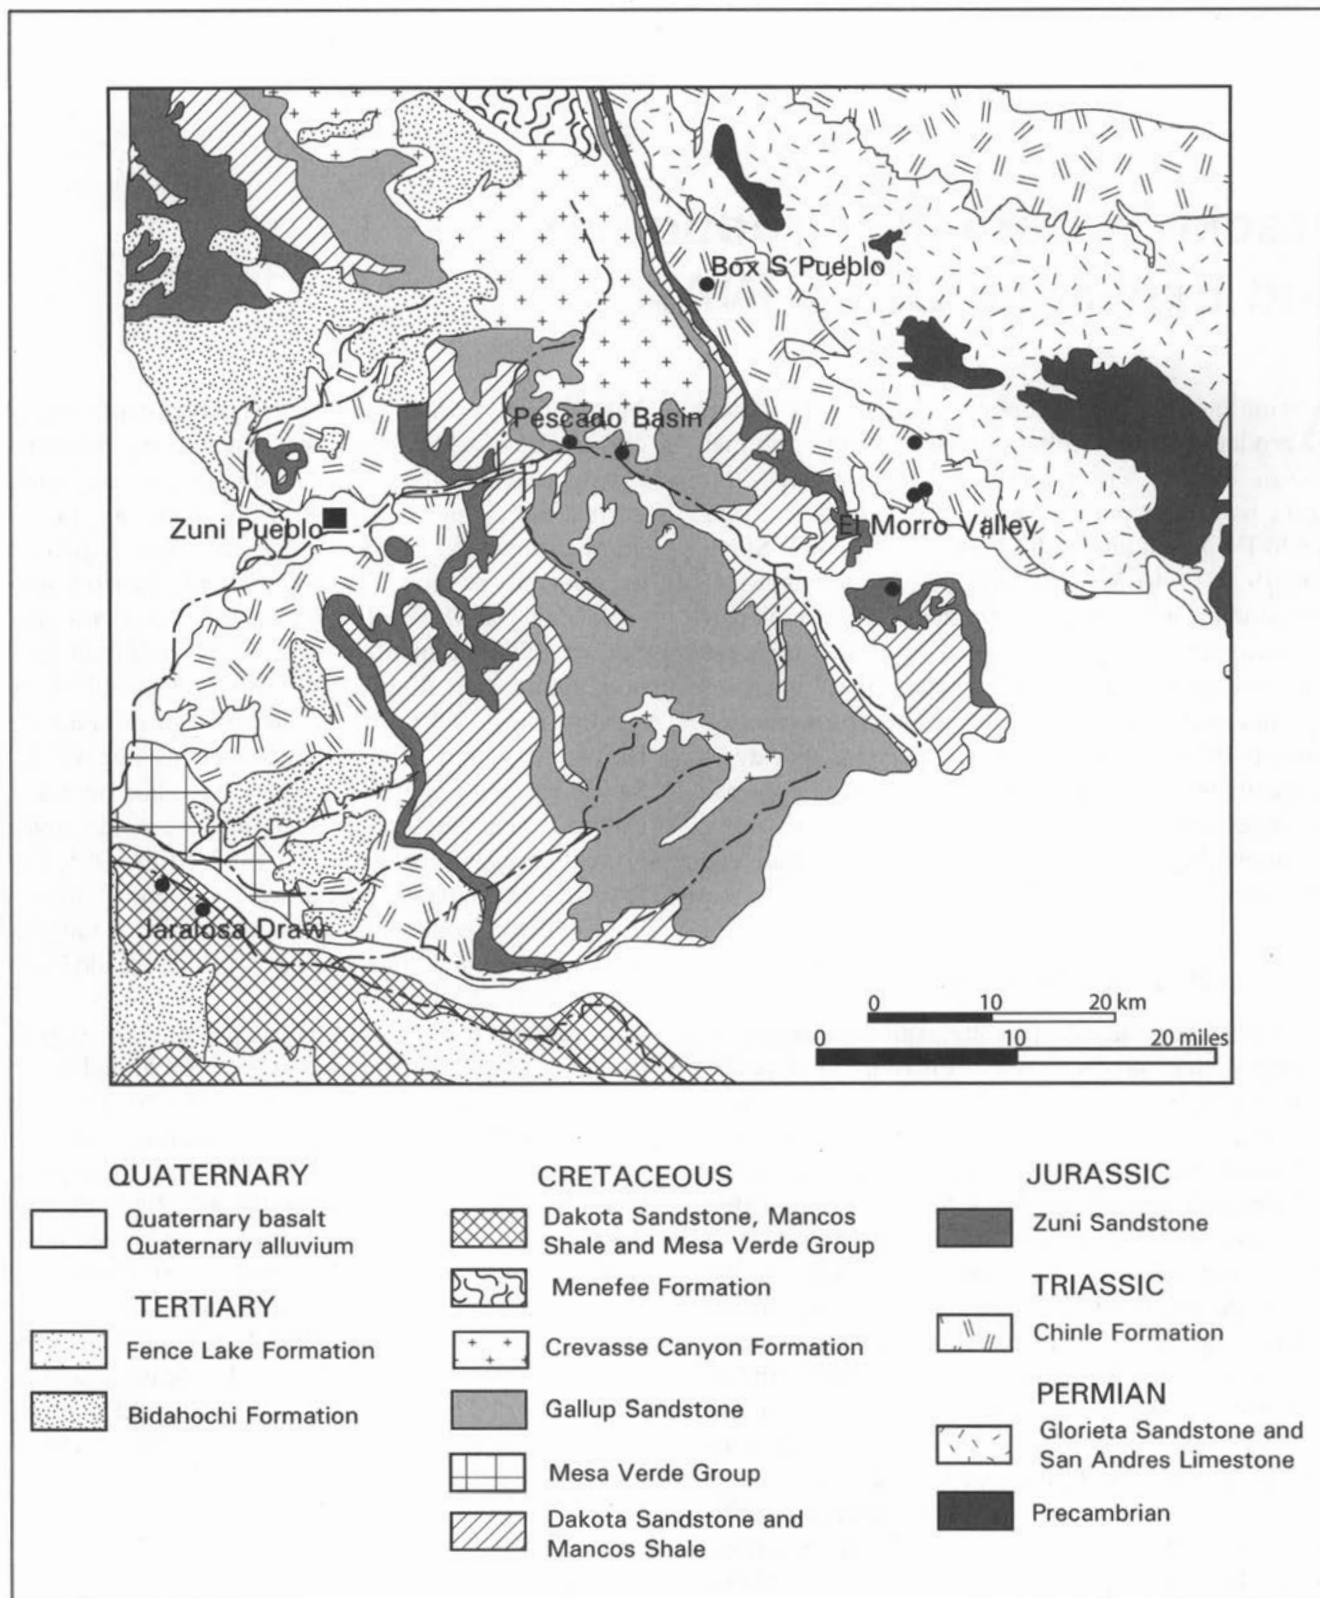 Box S Pueblo
Pescado Basin
Zuni Pueblo
El Morro Valley
Jaralosa Draw
0 10 20 km
0 10 20 miles
QUATERNARY
Quaternary basalt
Quaternary alluvium
TERTIARY
Fence Lake Formation
Bidahochi Formation
CRETACEOUS
Dakota Sandstone, Mancos
Shale and Mesa Verde Group
Menefee Formation
Crevasse Canyon Formation
Gallup Sandstone
Mesa Verde Group
Dakota Sandstone and
Mancos Shale
JURASSIC
Zuni Sandstone
TRIASSIC
Chinle Formation
PERMIAN
Glorieta Sandstone and
San Andres Limestone
Precambrian